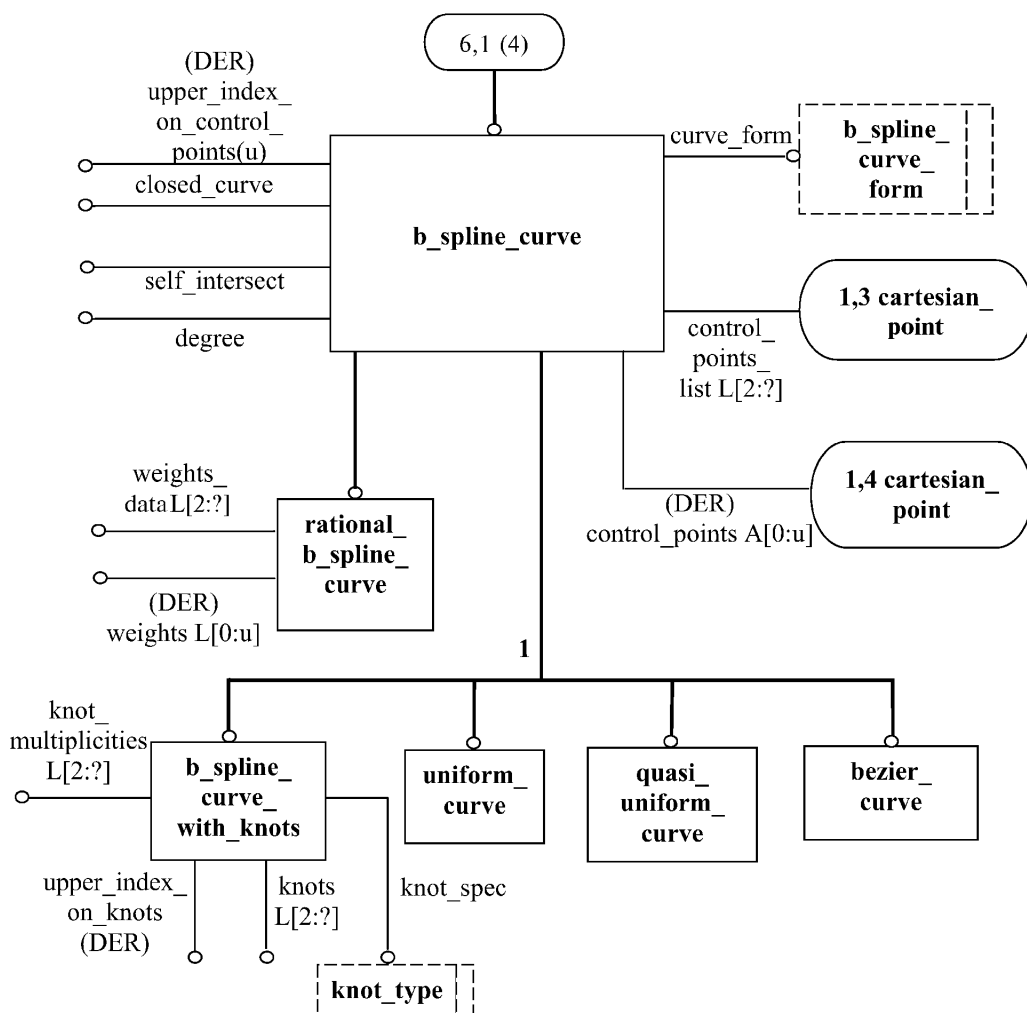 6,1 (4)
(DER)
upper_index_
on_control_
points(u)
closed_curve
self_intersect
degree
b_spline_curve
curve_form
b_spline_
curve_
form
1,3 cartesian_
point
control_
points_
list L[2:?]
1,4 cartesian_
point
(DER)
control_points A[0:u]
weights_
data L[2:?]
rational_
b_spline_
curve
(DER)
weights L[0:u]
1
knot_
multiplicities
L[2:?]
b_spline_
curve_
with_knots
uniform_
curve
quasi_
uniform_
curve
bezier_
curve
upper_index_
on_knots
(DER)
knots
L[2:?]
knot_spec
knot_type